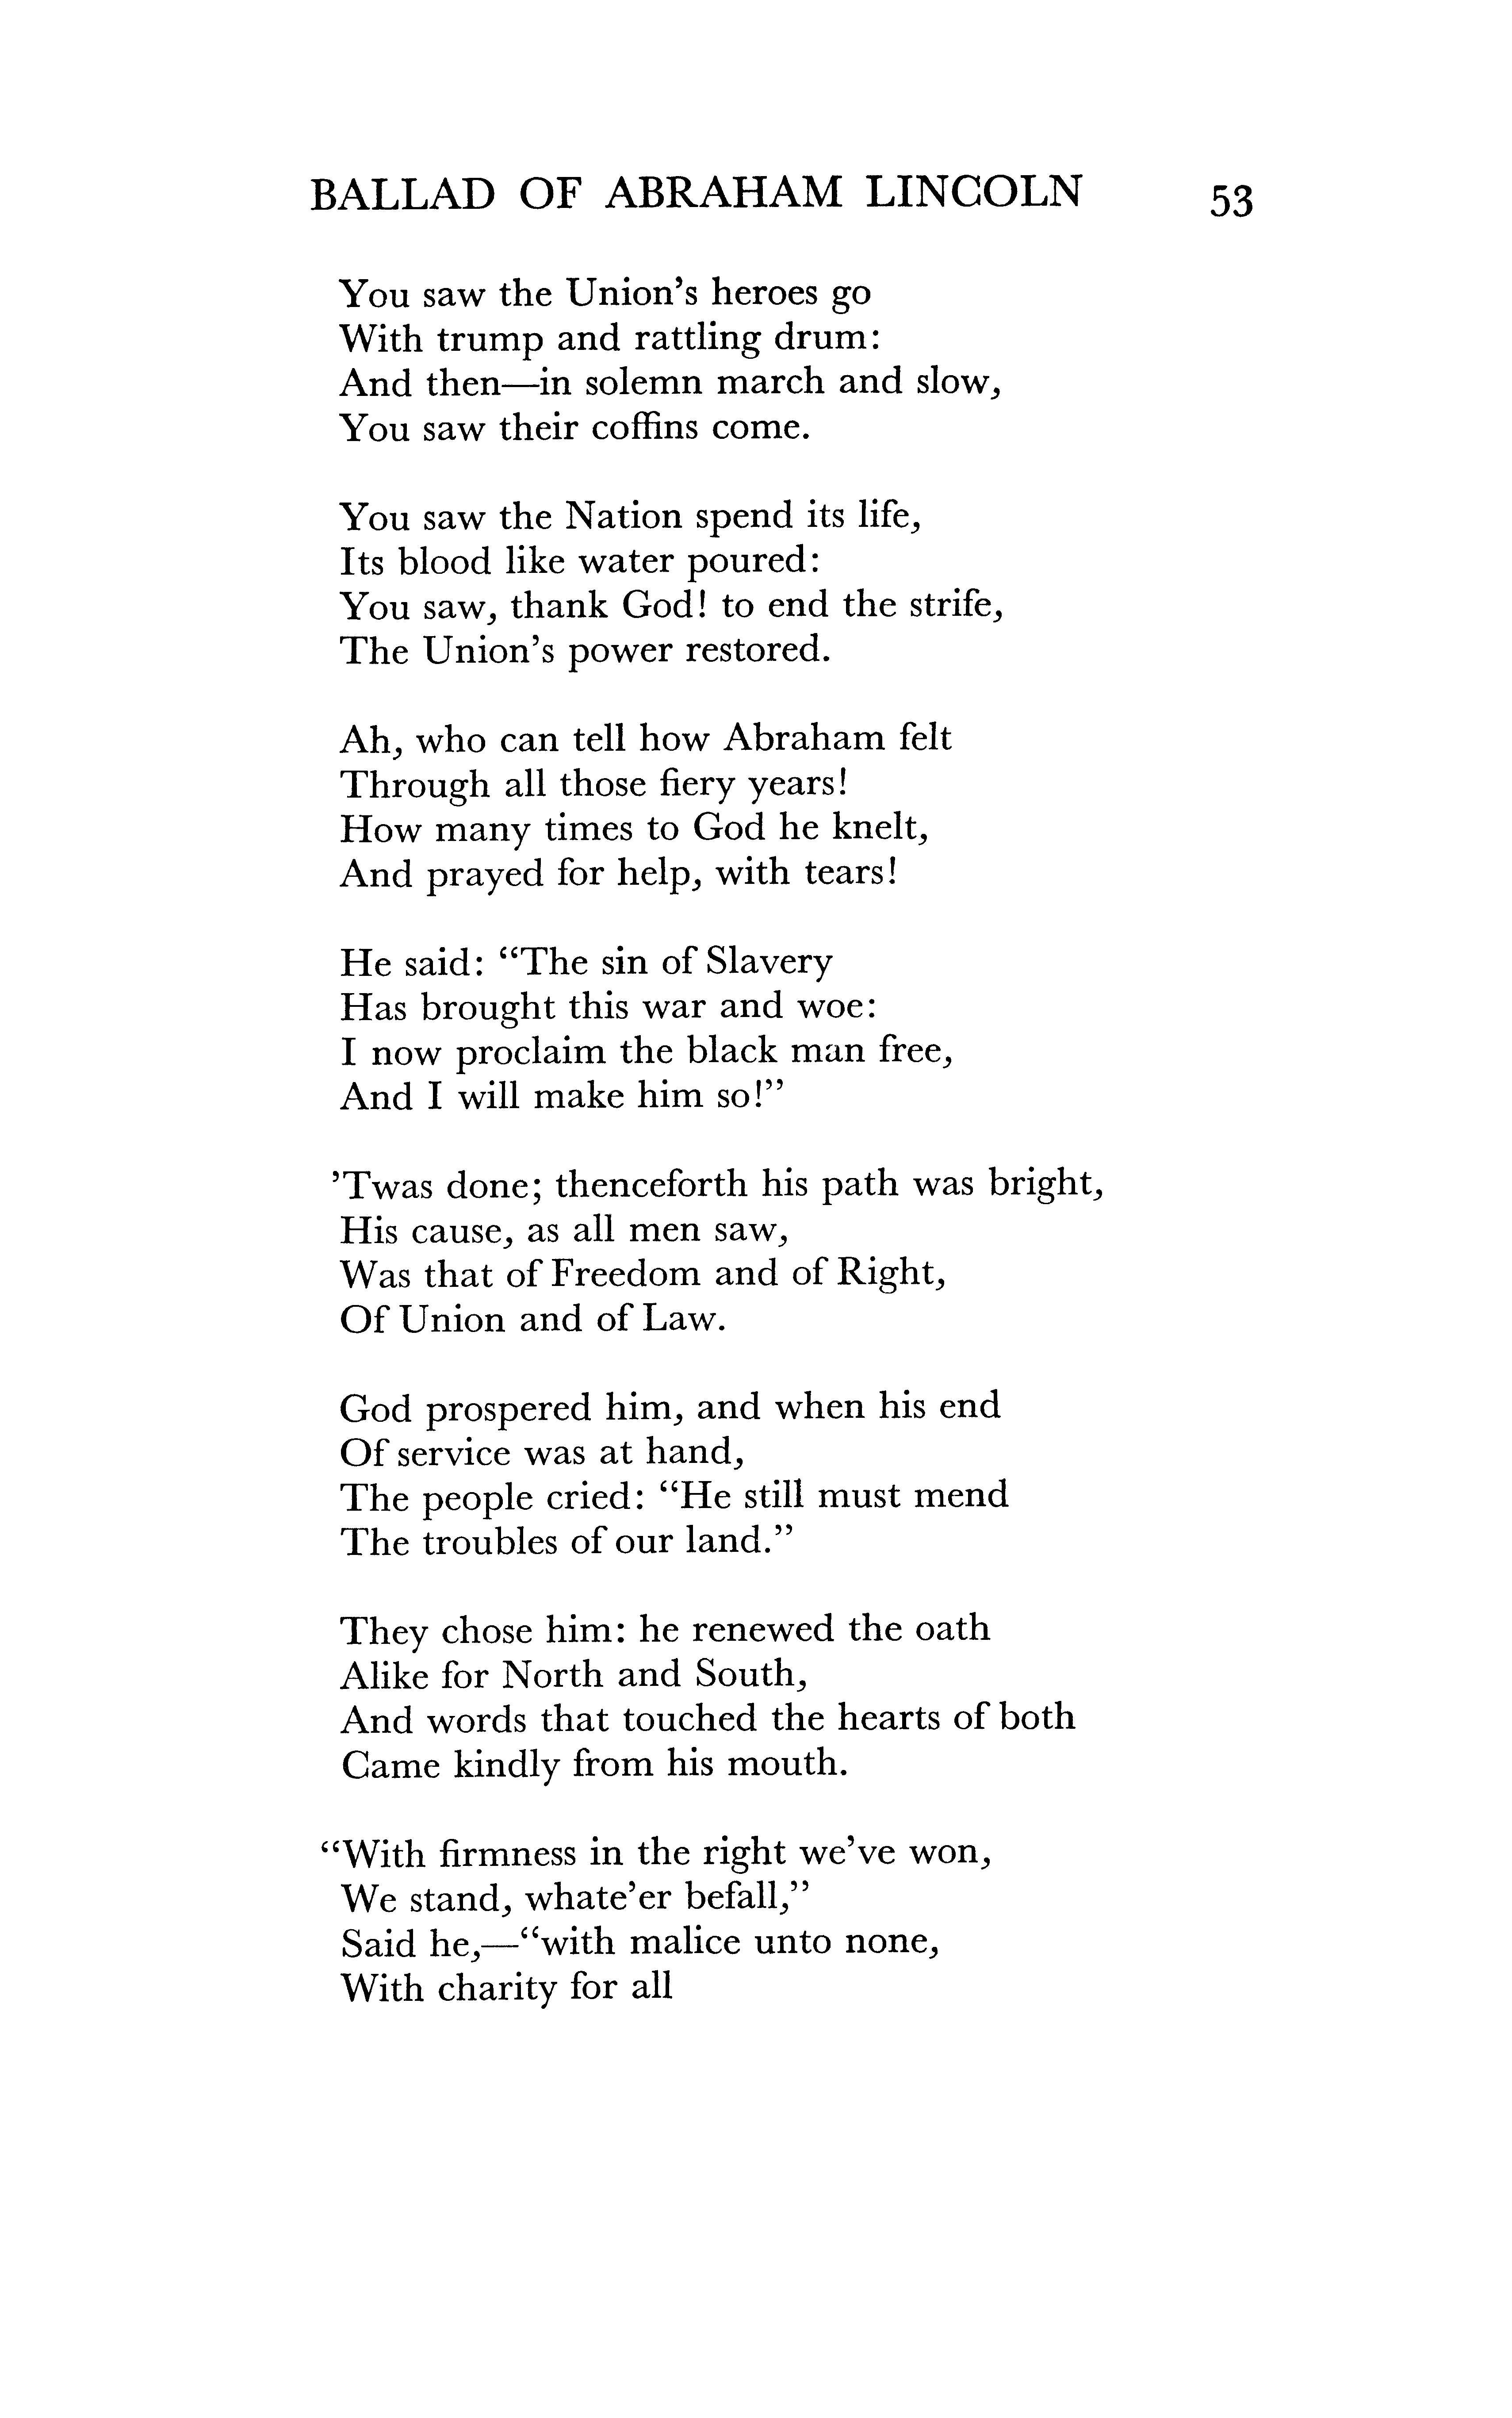 BALLAD OF ABRAHAM LINCOLN 53
You saw the Union’s heroes go
With trump and rattling drum:
And then—in solemn march and slow,
You saw their coffins come.
You saw the Nation spend its life,
Its blood like water poured:
You saw, thank God! to end the strife,
The Union’s power restored.
Ah, who can tell how Abraham felt
Through all those fiery years!
How many times to God he knelt,
And prayed for help, with tears!
He said: “The sin of Slavery
Has brought this war and woe:
I now proclaim the black man free,
And I will make him so!”
’Twas done; thenceforth his path was bright,
His cause, as all men saw,
Was that of Freedom and of Right,
Of Union and of Law.
God prospered him, and when his end
Of service was at hand,
The people cried: “He still must mend
The troubles of our land.”
They chose him: he renewed the oath
Alike for North and South,
And words that touched the hearts of both
Came kindly from his mouth.
“With firmness in the right we’ve won,
We stand, whate’er befall,”
Said he,—“with malice unto none,
With charity for all